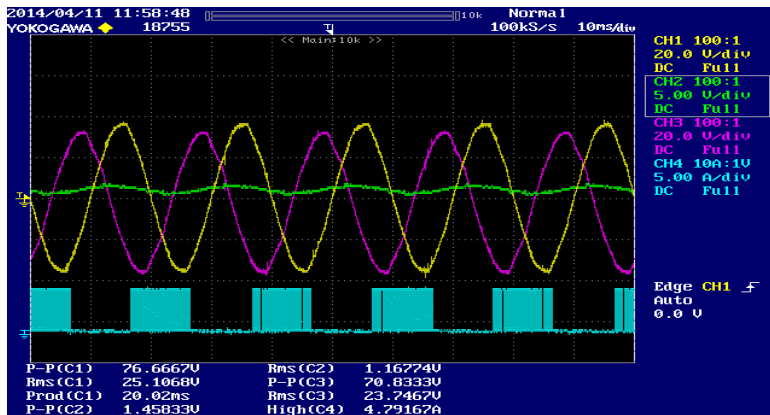 2014/04/11 11:58:48 10k Normal
YOKOGAWA 18755 100kS/s 10ms/div
<< Main:10k >>
CH1 100:1
20.0 V/div
DC Full
CH2 100:1
5.00 V/div
DC Full
CH3 100:1
20.0 V/div
DC Full
CH4 10A:1V
5.00 A/div
DC Full
Edge CH1
Auto
0.0 V
P-P(C1) 76.6667V Rms(C2) 1.16774V
Rms(C1) 25.1068V P-P(C3) 70.8333V
Prod(C1) 20.02ms Rms(C3) 23.7467V
P-P(C2) 1.45833V High(C4) 4.79167A